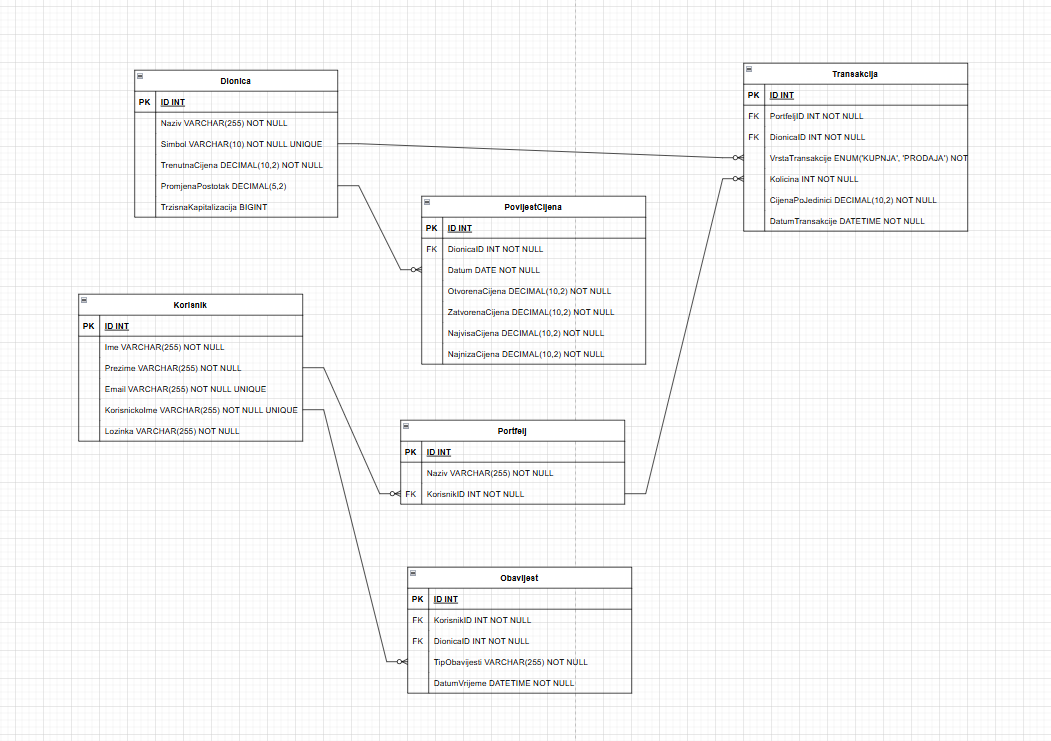 Dionica
PK ID INT
Naziv VARCHAR(255) NOT NULL
Simbol VARCHAR(10) NOT NULL UNIQUE
TrenutnaCijena DECIMAL(10,2) NOT NULL
PromjenaPostotak DECIMAL(5,2)
TrzisnaKapitalizacija BIGINT
Transakcija
PK ID INT
FK PortfeljID INT NOT NULL
FK DionicaID INT NOT NULL
VrstaTransakcije ENUM('KUPNJA', 'PRODAJA') NOT
Kolicina INT NOT NULL
CijenaPoJedinici DECIMAL(10,2) NOT NULL
DatumTransakcije DATETIME NOT NULL
PovijestCijena
PK ID INT
FK DionicaID INT NOT NULL
Datum DATE NOT NULL
OtvorenaCijena DECIMAL(10,2) NOT NULL
ZatvorenaCijena DECIMAL(10,2) NOT NULL
NajvisaCijena DECIMAL(10,2) NOT NULL
NajnizaCijena DECIMAL(10,2) NOT NULL
Korisnik
PK ID INT
Ime VARCHAR(255) NOT NULL
Prezime VARCHAR(255) NOT NULL
Email VARCHAR(255) NOT NULL UNIQUE
KorisnickoIme VARCHAR(255) NOT NULL UNIQUE
Lozinka VARCHAR(255) NOT NULL
Portfelj
PK ID INT
Naziv VARCHAR(255) NOT NULL
FK KorisnikID INT NOT NULL
Obavijest
PK ID INT
FK KorisnikID INT NOT NULL
FK DionicaID INT NOT NULL
TipObavijesti VARCHAR(255) NOT NULL
DatumVrijeme DATETIME NOT NULL